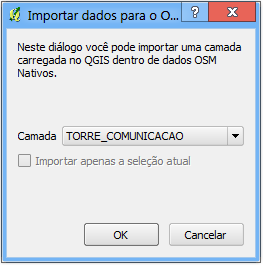 Importar dados para o O...
?
Neste diálogo você pode importar uma camada
carregada no QGIS dentro de dados OSM
Nativos.
Camada TORRE_COMUNICACAO
Importar apenas a seleção atual
OK Cancelar